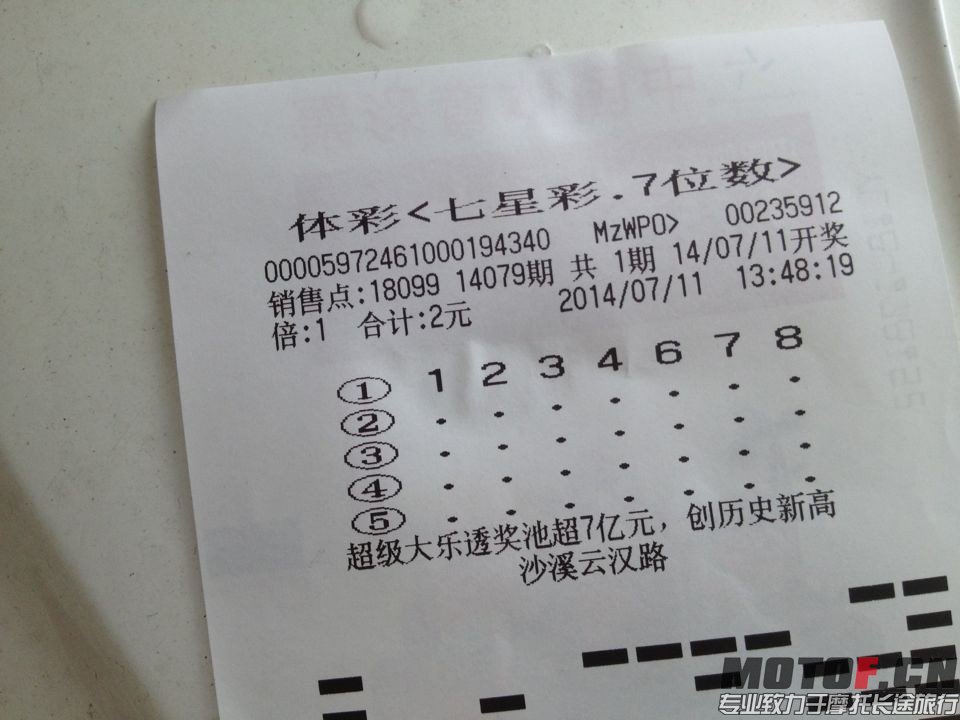 体彩<七星彩.7位数>
00005972461000194340 MzWPO> 00235912
销售点:18099 14079期 共 1期 14/07/11开奖
倍:1 合计:2元 2014/07/11 13:48:19
① 1 2 3 4 6 7 8
② . . . . . . .
③ . . . . . . .
④ . . . . . . .
⑤ . . . . . . .
超级大乐透奖池超7亿元，创历史新高
沙溪云汉路
MOTOF.CN
专业致力于摩托长途旅行